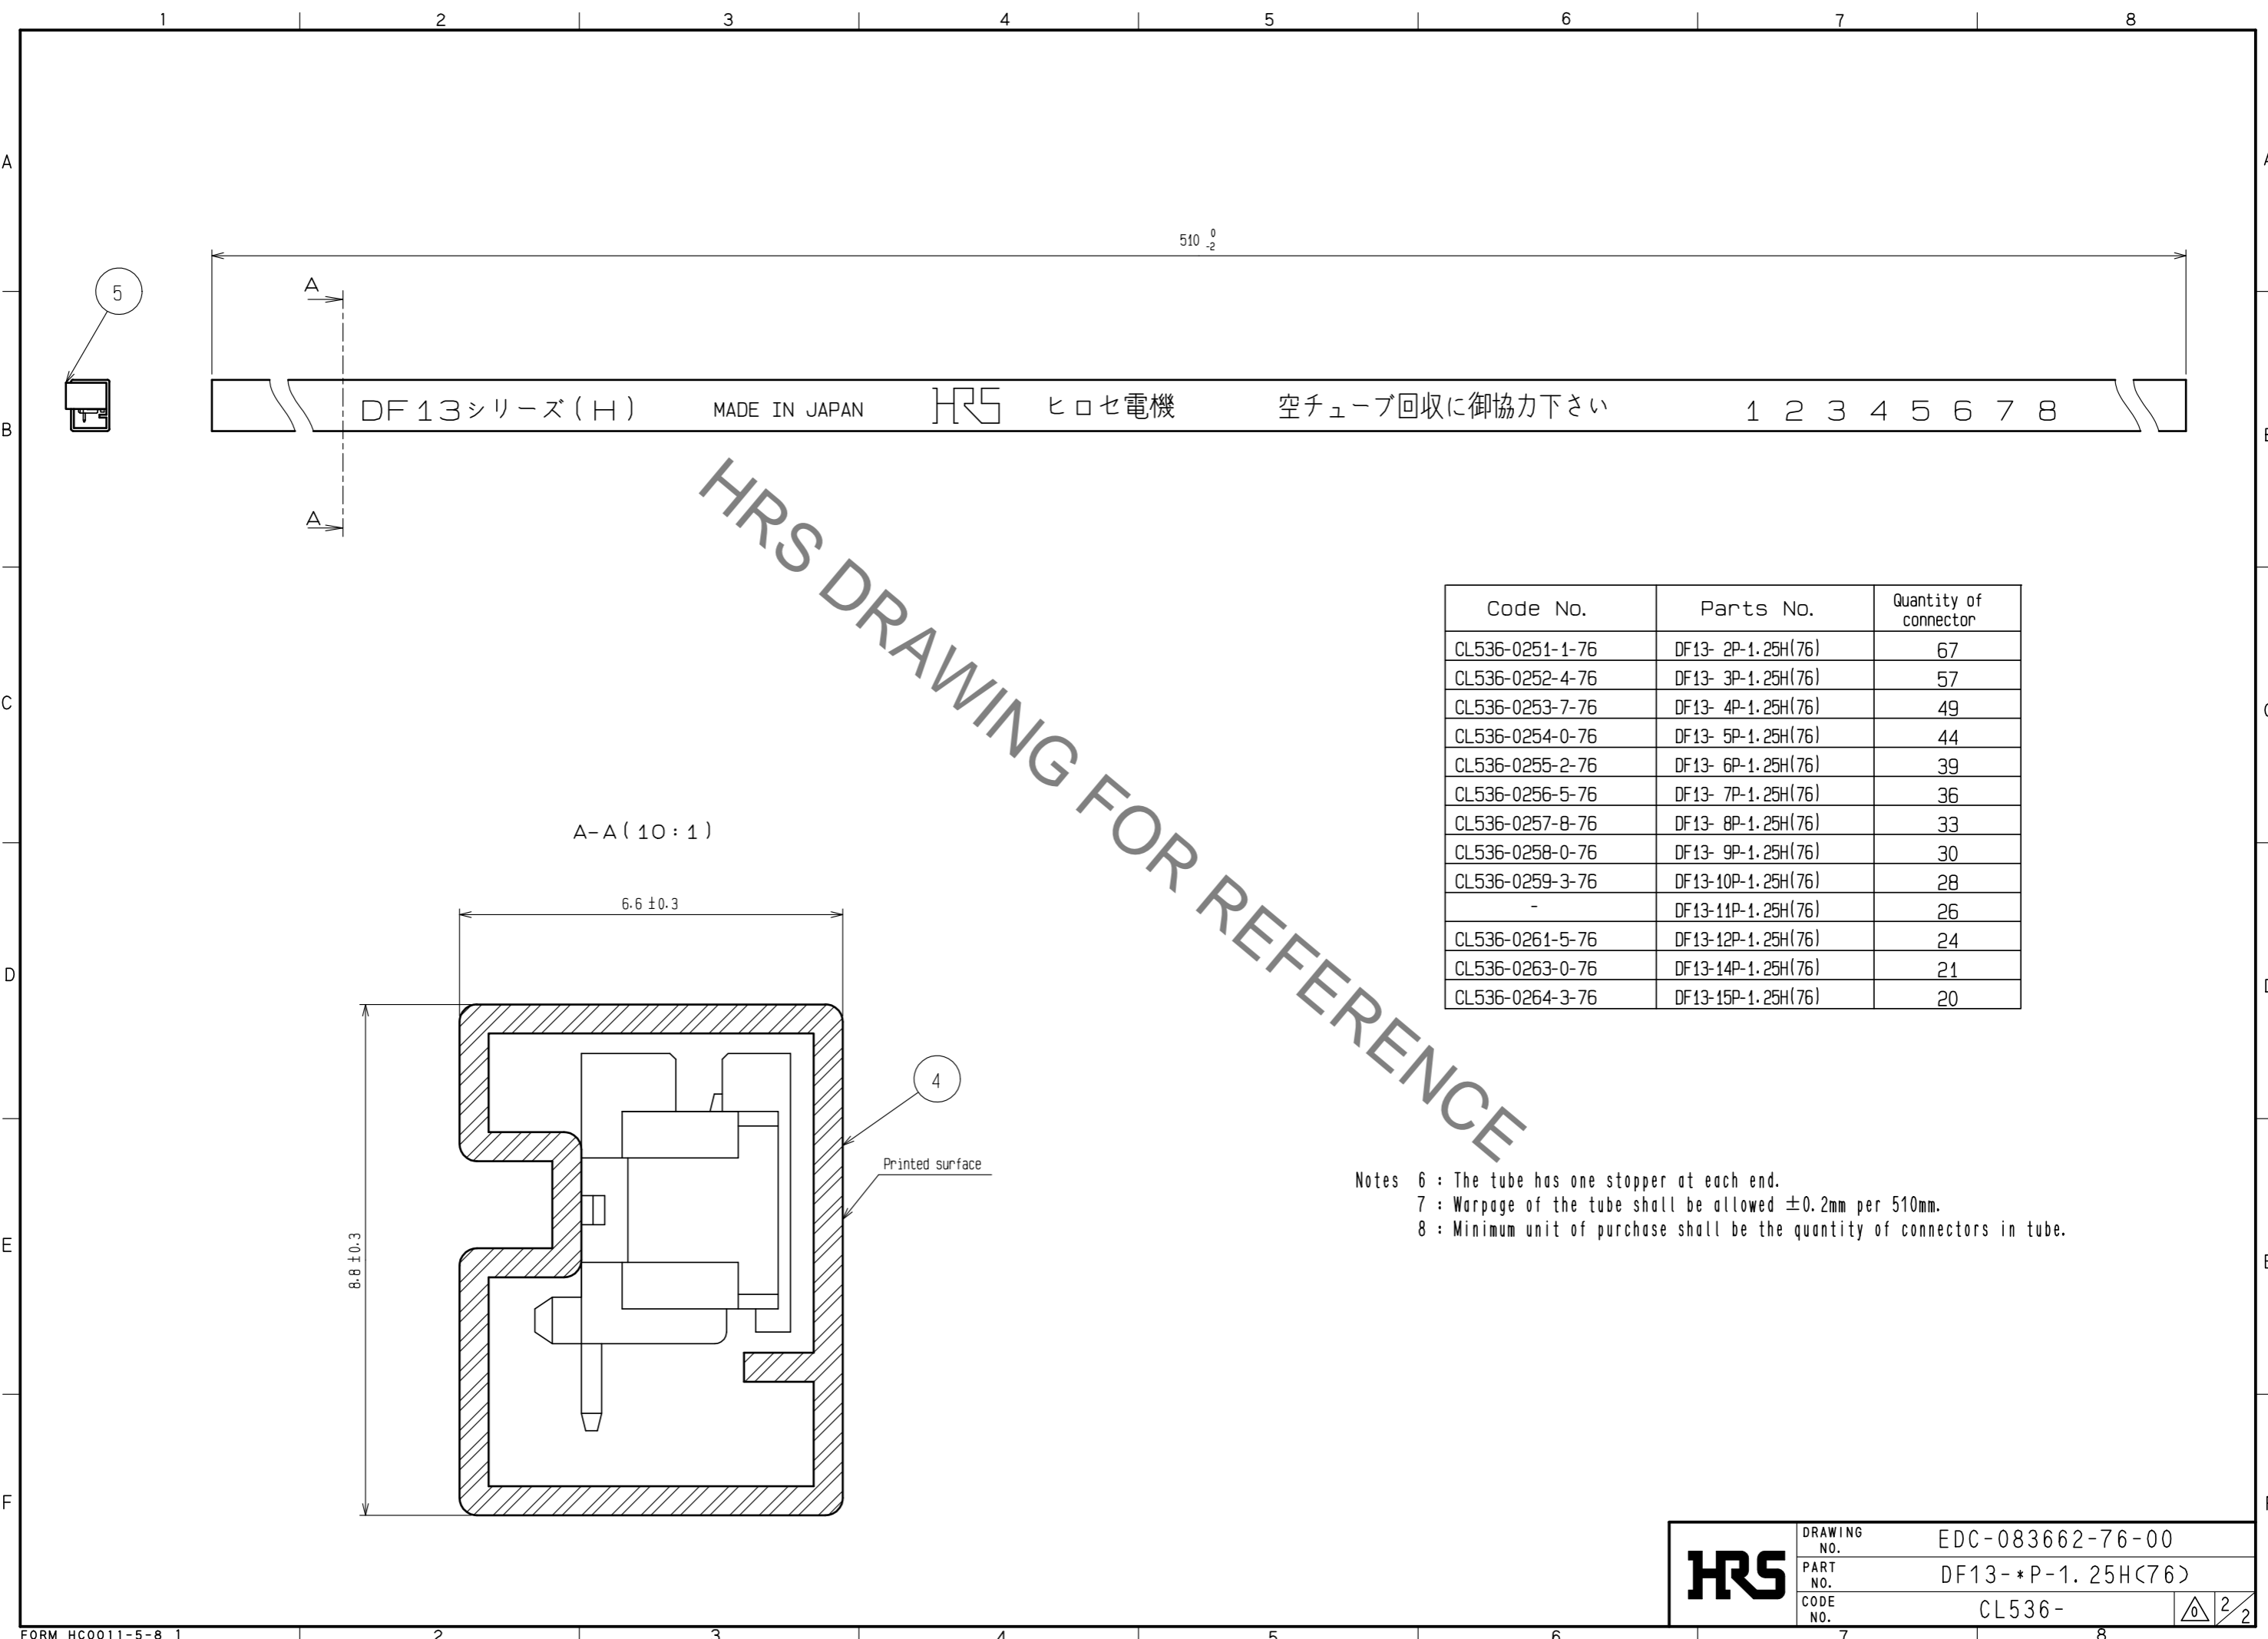 1 2 3 4 5 6 7 8
A
A
510 0 -2
5
A
B
DF13シリーズ(H) MADE IN JAPAN HRS ヒロセ電機 空チューブ回収に御協力下さい 1 2 3 4 5 6 7 8
A
HRS DRAWING FOR REFERENCE
Code No. Parts No. Quantity of connector
CL536-0251-1-76 DF13- 2P-1.25H(76) 67
CL536-0252-4-76 DF13- 3P-1.25H(76) 57
C
CL536-0253-7-76 DF13- 4P-1.25H(76) 49
CL536-0254-0-76 DF13- 5P-1.25H(76) 44
CL536-0255-2-76 DF13- 6P-1.25H(76) 39
CL536-0256-5-76 DF13- 7P-1.25H(76) 36
CL536-0257-8-76 DF13- 8P-1.25H(76) 33
CL536-0258-0-76 DF13- 9P-1.25H(76) 30
CL536-0259-3-76 DF13-10P-1.25H(76) 28
- DF13-11P-1.25H(76) 26
CL536-0261-5-76 DF13-12P-1.25H(76) 24
CL536-0263-0-76 DF13-14P-1.25H(76) 21
CL536-0264-3-76 DF13-15P-1.25H(76) 20
A-A(10:1)
6.6 ±0.3
D
4
Printed surface
8.8 ±0.3
E
Notes 6 : The tube has one stopper at each end.
7 : Warpage of the tube shall be allowed ±0.2mm per 510mm.
8 : Minimum unit of purchase shall be the quantity of connectors in tube.
F
HRS
DRAWING NO. EDC-083662-76-00
PART NO. DF13-*P-1.25H(76)
CODE NO. CL536- 0 2/2
FORM HC0011-5-8 1 2 3 4 5 6 7 8